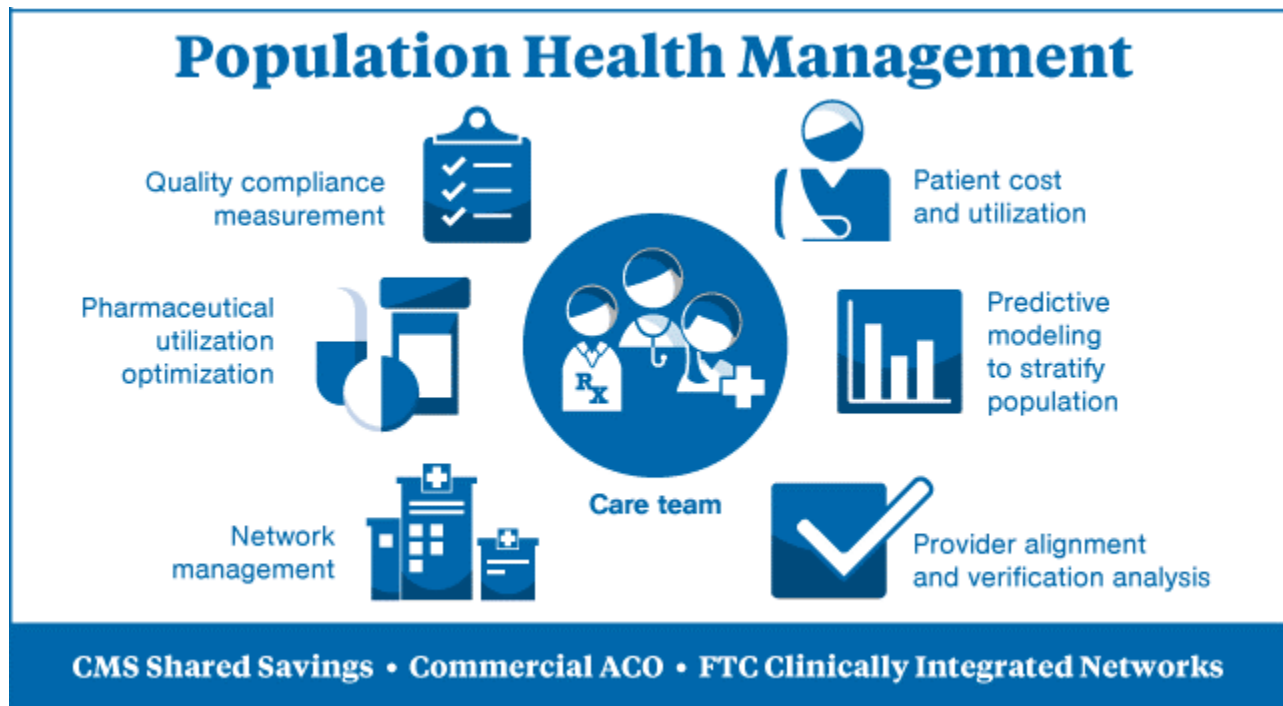 Population Health Management
Quality compliance
measurement
Patient cost
and utilization
Pharmaceutical
utilization
optimization
Predictive
modeling
to stratify
population
RX
Care team
Network
management
Provider alignment
and verification analysis
CMS Shared Savings • Commercial ACO • FTC Clinically Integrated Networks